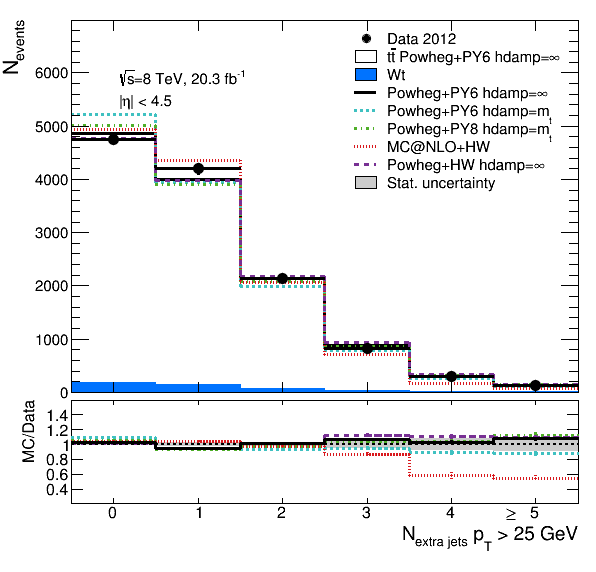 N_events
6000
5000
4000
3000
2000
1000
0
√s=8 TeV, 20.3 fb⁻¹
|η| < 4.5
Data 2012
tt̄ Powheg+PY6 hdamp=∞
Wt
Powheg+PY6 hdamp=∞
Powheg+PY6 hdamp=m_t
Powheg+PY8 hdamp=m_t
MC@NLO+HW
Powheg+HW hdamp=∞
Stat. uncertainty
MC/Data
1.4
1.2
1
0.8
0.6
0.4
0 1 2 3 4 ≥ 5
N_extra jets p_T > 25 GeV